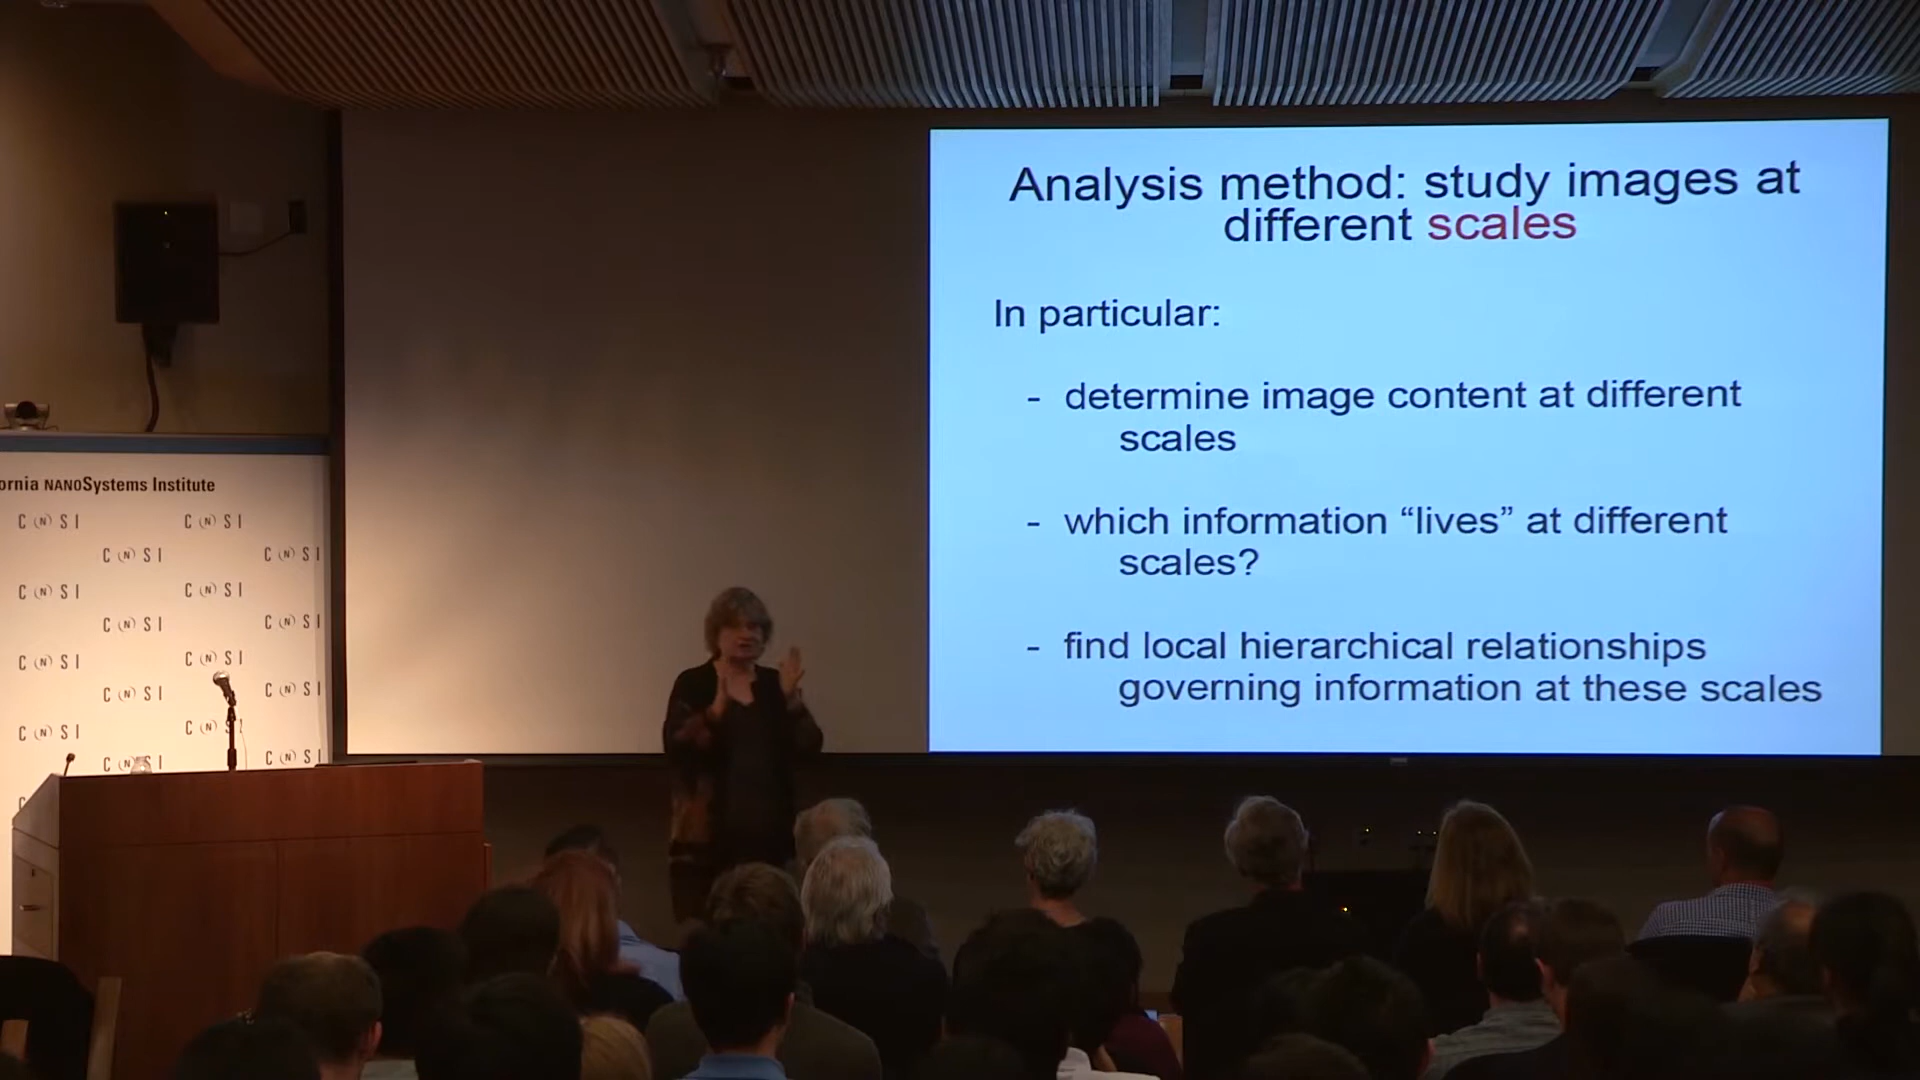 Analysis method: study images at
different scales
In particular:
- determine image content at different
scales
- which information “lives” at different
scales?
- find local hierarchical relationships
governing information at these scales
ornia NANOSystems Institute
C (N) S I C (N) S I
C (N) S I C (N) S I
C (N) S I C (N) S I
C (N) S I C (N) S I
C (N) S I C (N) S I
C (N) S I C (N) S I
C (N) S I C (N) S
C (N) S I C (N) S I